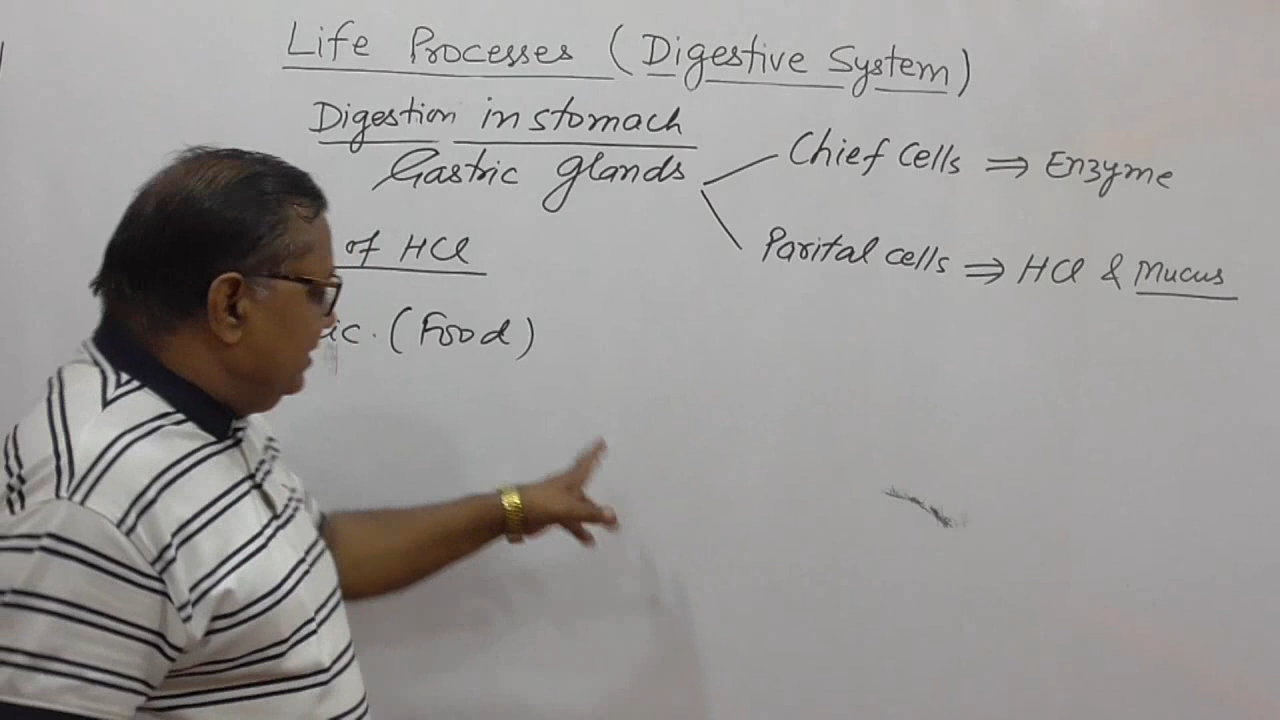 Life Processes (Digestive System)
Digestion in stomach
Gastric glands
Chief cells ⇒ Enzyme
Parital cells ⇒ HCl & Mucus
of HCl
ic. (Food)